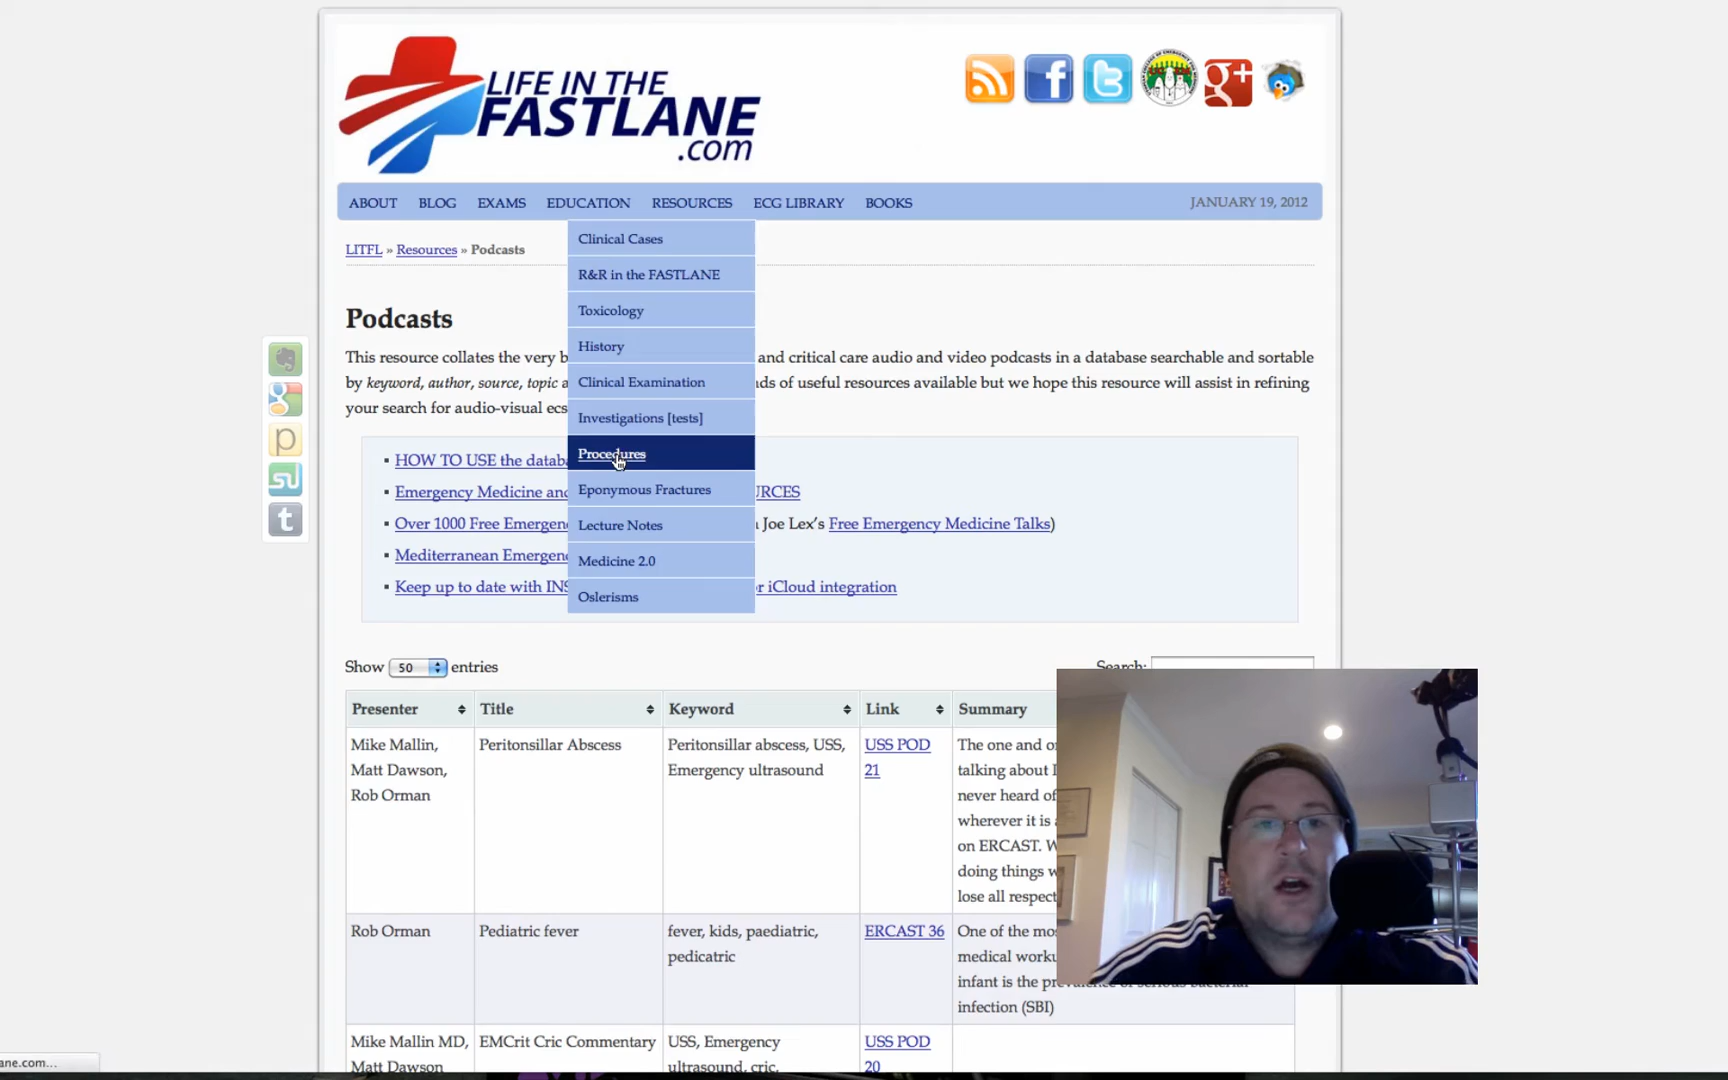 LIFE IN THE
FASTLANE
.com
ABOUT BLOG EXAMS EDUCATION RESOURCES ECG LIBRARY BOOKS JANUARY 19, 2012
Clinical Cases
R&R in the FASTLANE
Toxicology
History
Clinical Examination
Investigations [tests]
Procedures
Eponymous Fractures
Lecture Notes
Medicine 2.0
Oslerisms
LITFL » Resources » Podcasts
Podcasts
This resource collates the very b and critical care audio and video podcasts in a database searchable and sortable
by keyword, author, source, topic a ds of useful resources available but we hope this resource will assist in refining
your search for audio-visual ecs
▪ HOW TO USE the datab
▪ Emergency Medicine and URCES
▪ Over 1000 Free Emergen Joe Lex's Free Emergency Medicine Talks)
▪ Mediterranean Emergen
▪ Keep up to date with INS r iCloud integration
Show 50 entries Search:
Presenter Title Keyword Link Summary
Mike Mallin,
Matt Dawson,
Rob Orman
Peritonsillar Abscess
Peritonsillar abscess, USS,
Emergency ultrasound
USS POD
21
The one and o
talking about
never heard of
wherever it is
on ERCAST. W
doing things w
lose all respec
Rob Orman
Pediatric fever
fever, kids, paediatric,
pedicatric
ERCAST 36
One of the mo
medical worku
infant is the prevalence of serious bacterial
infection (SBI)
Mike Mallin MD,
Matt Dawson
EMCrit Cric Commentary
USS, Emergency
ultrasound, cric,
USS POD
20
ane.com...